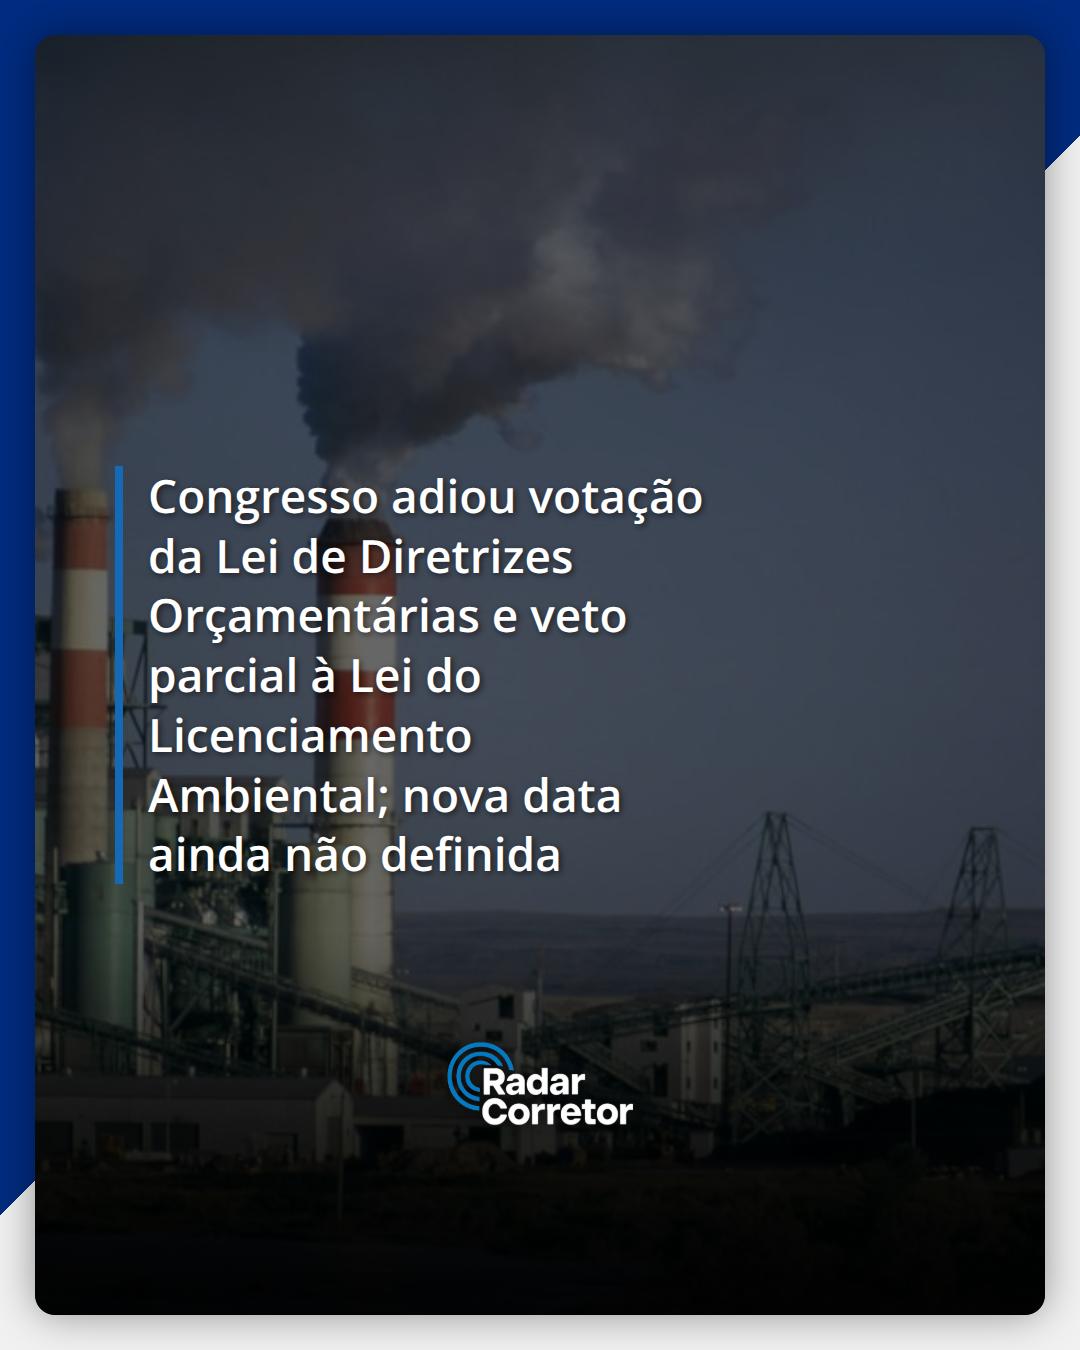 Congresso adiou votação
da Lei de Diretrizes
Orçamentárias e veto
parcial à Lei do
Licenciamento
Ambiental; nova data
ainda não definida
Radar
Corretor